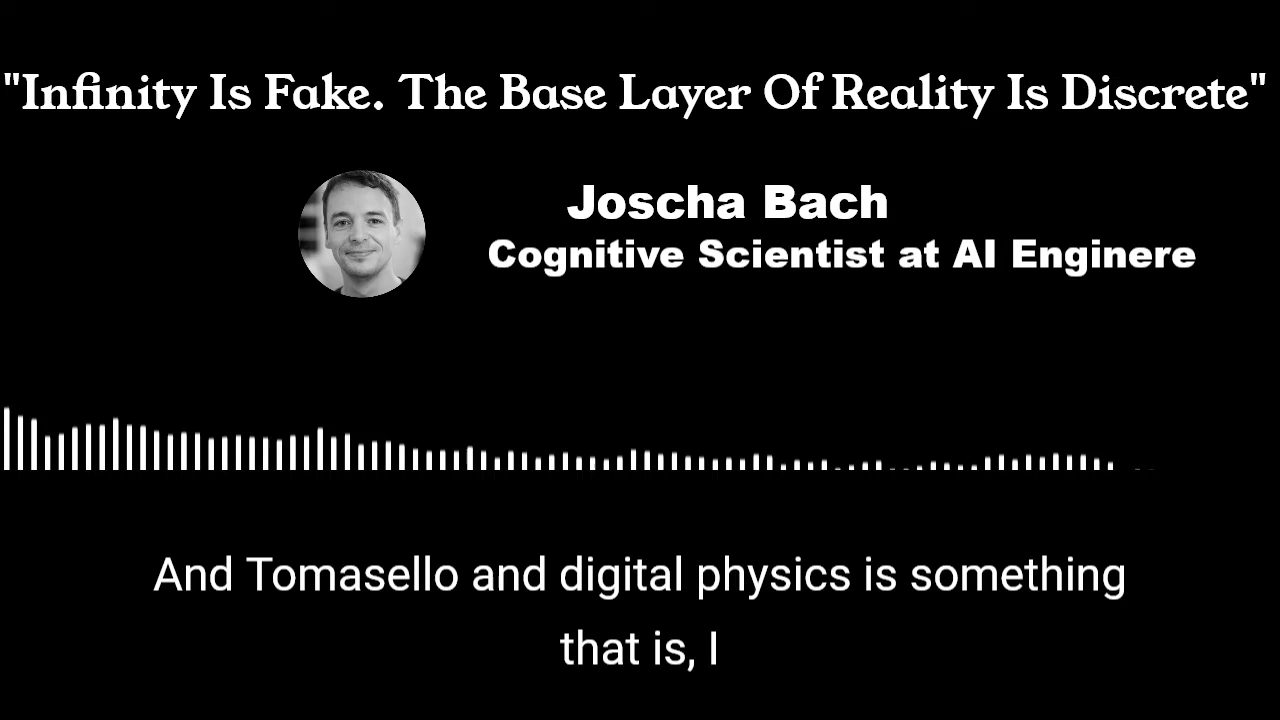 "Infinity Is Fake. The Base Layer Of Reality Is Discrete"
Joscha Bach
Cognitive Scientist at AI Enginere
And Tomasello and digital physics is something
that is, I